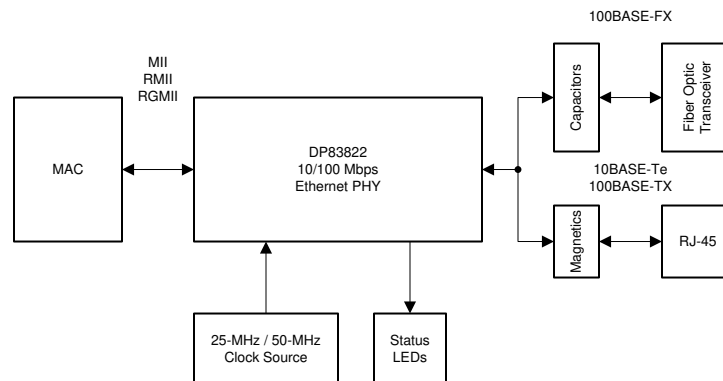 100BASE-FX
MII
RMII
RGMII
Capacitors
Fiber Optic
Transceiver
MAC
DP83822
10/100 Mbps
Ethernet PHY
10BASE-Te
100BASE-TX
Magnetics
RJ-45
25-MHz / 50-MHz
Clock Source
Status
LEDs